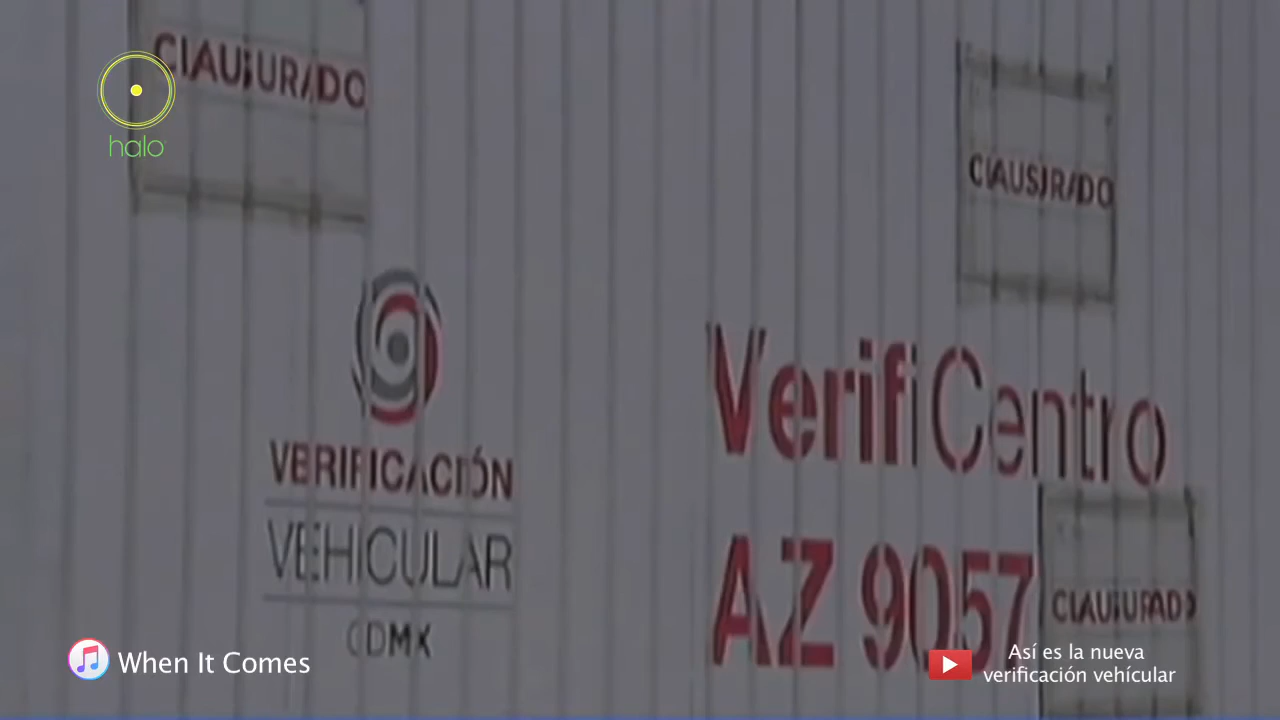 CLAUSURADO
halo
CLAUSURADO
VERIFICACIÓN
VEHICULAR
CDMX
VerifiCentro
AZ 9057
CLAUSURADO
When It Comes
Así es la nueva
verificación vehícular